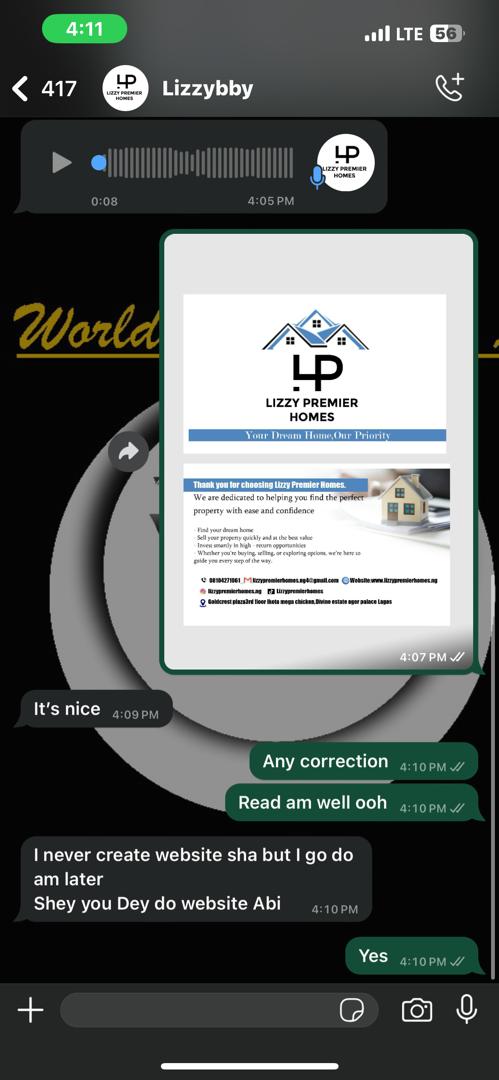 4:11
LTE 56
417
LIZZY PREMIER
HOMES
Lizzybby
LIZZY PREMIER
HOMES
0:08
4:05 PM
World
LIZZY PREMIER
HOMES
Your Dream Home,Our Priority
Thank you for choosing Lizzy Premier Homes.
We are dedicated to helping you find the perfect
property with ease and confidence
· Find your dream home
· Sell your property quickly and at the best value
· Invest smartly in high - return opportunities
· Whether you're buying, selling, or exploring options, we're here to
guide you every step of the way.
08104271061 lizzypremierhomes.ng4@gmail.com Website:www.lizzypremierhomes.ng
lizzypremierhomes.ng Lizzypremierhomes
Goldcrest plaza3rd floor Ikota mega chicken,Divine estate oger palace Lagos
4:07 PM
It's nice 4:09 PM
Any correction 4:10 PM
Read am well ooh 4:10 PM
I never create website sha but I go do
am later
Shey you Dey do website Abi 4:10 PM
Yes 4:10 PM